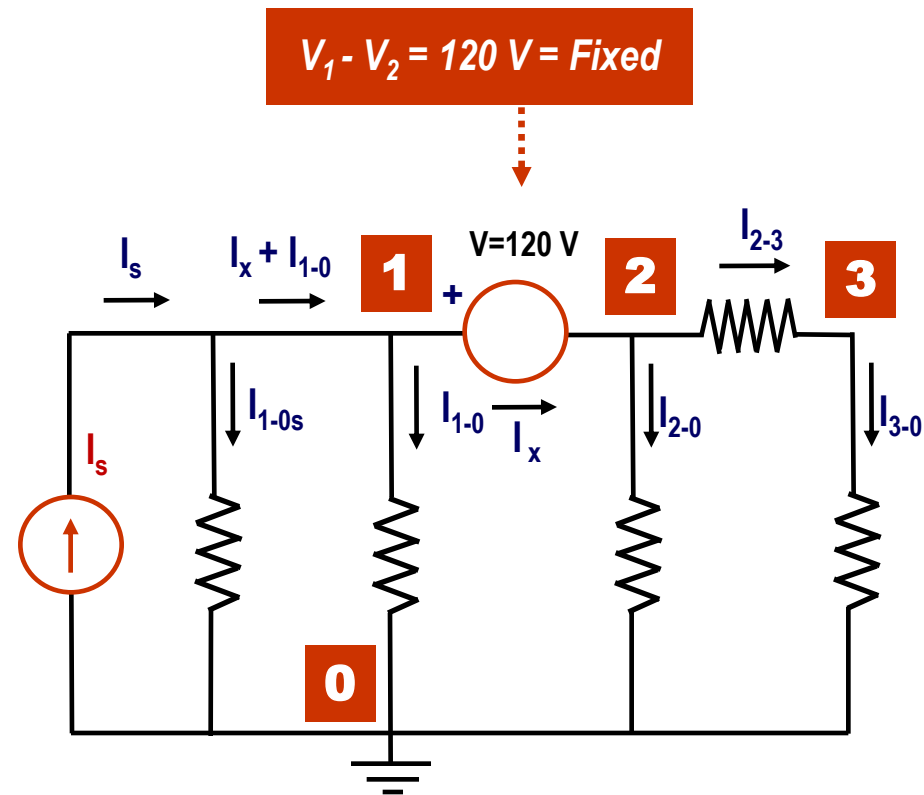 V1 - V2 = 120 V = Fixed
Is
Ix + I1-0
1
+
V=120 V
2
I2-3
3
I1-0s
I1-0
Ix
I2-0
I3-0
Is
0